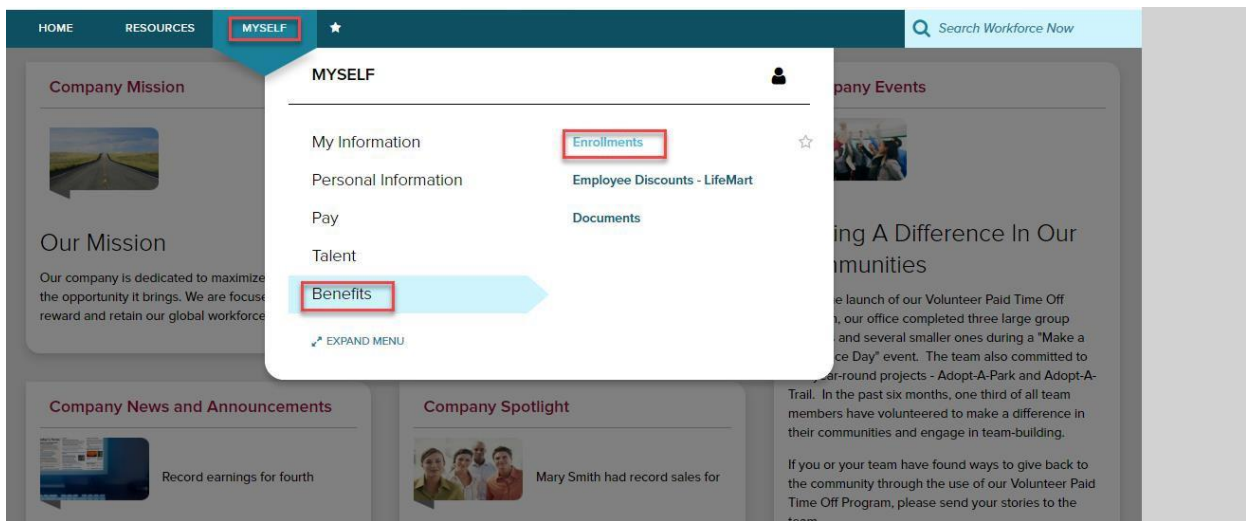 HOME RESOURCES MYSELF Search Workforce Now
MYSELF
My Information
Personal Information
Pay
Talent
Benefits
EXPAND MENU
Enrollments
Employee Discounts - LifeMart
Documents
Company Mission
Our Mission
Our company is dedicated to maximize
the opportunity it brings. We are
reward and retain our global workforce
Events
A Difference In Our
launch of our Volunteer Paid Time Off
our office completed three large group
and several smaller ones during a "Make a
Day" event. The team also committed to
projects - Adopt-A-Park and Adopt-A-
Trail. In the past six months, one third of all team
members have volunteered to make a difference in
their communities and engage in team-building.
If you or your team have found ways to give back to
the community through the use of our Volunteer Paid
Time Off Program, please send your stories to the
Company News and Announcements
Record earnings for fourth
Company Spotlight
Mary Smith had record sales for